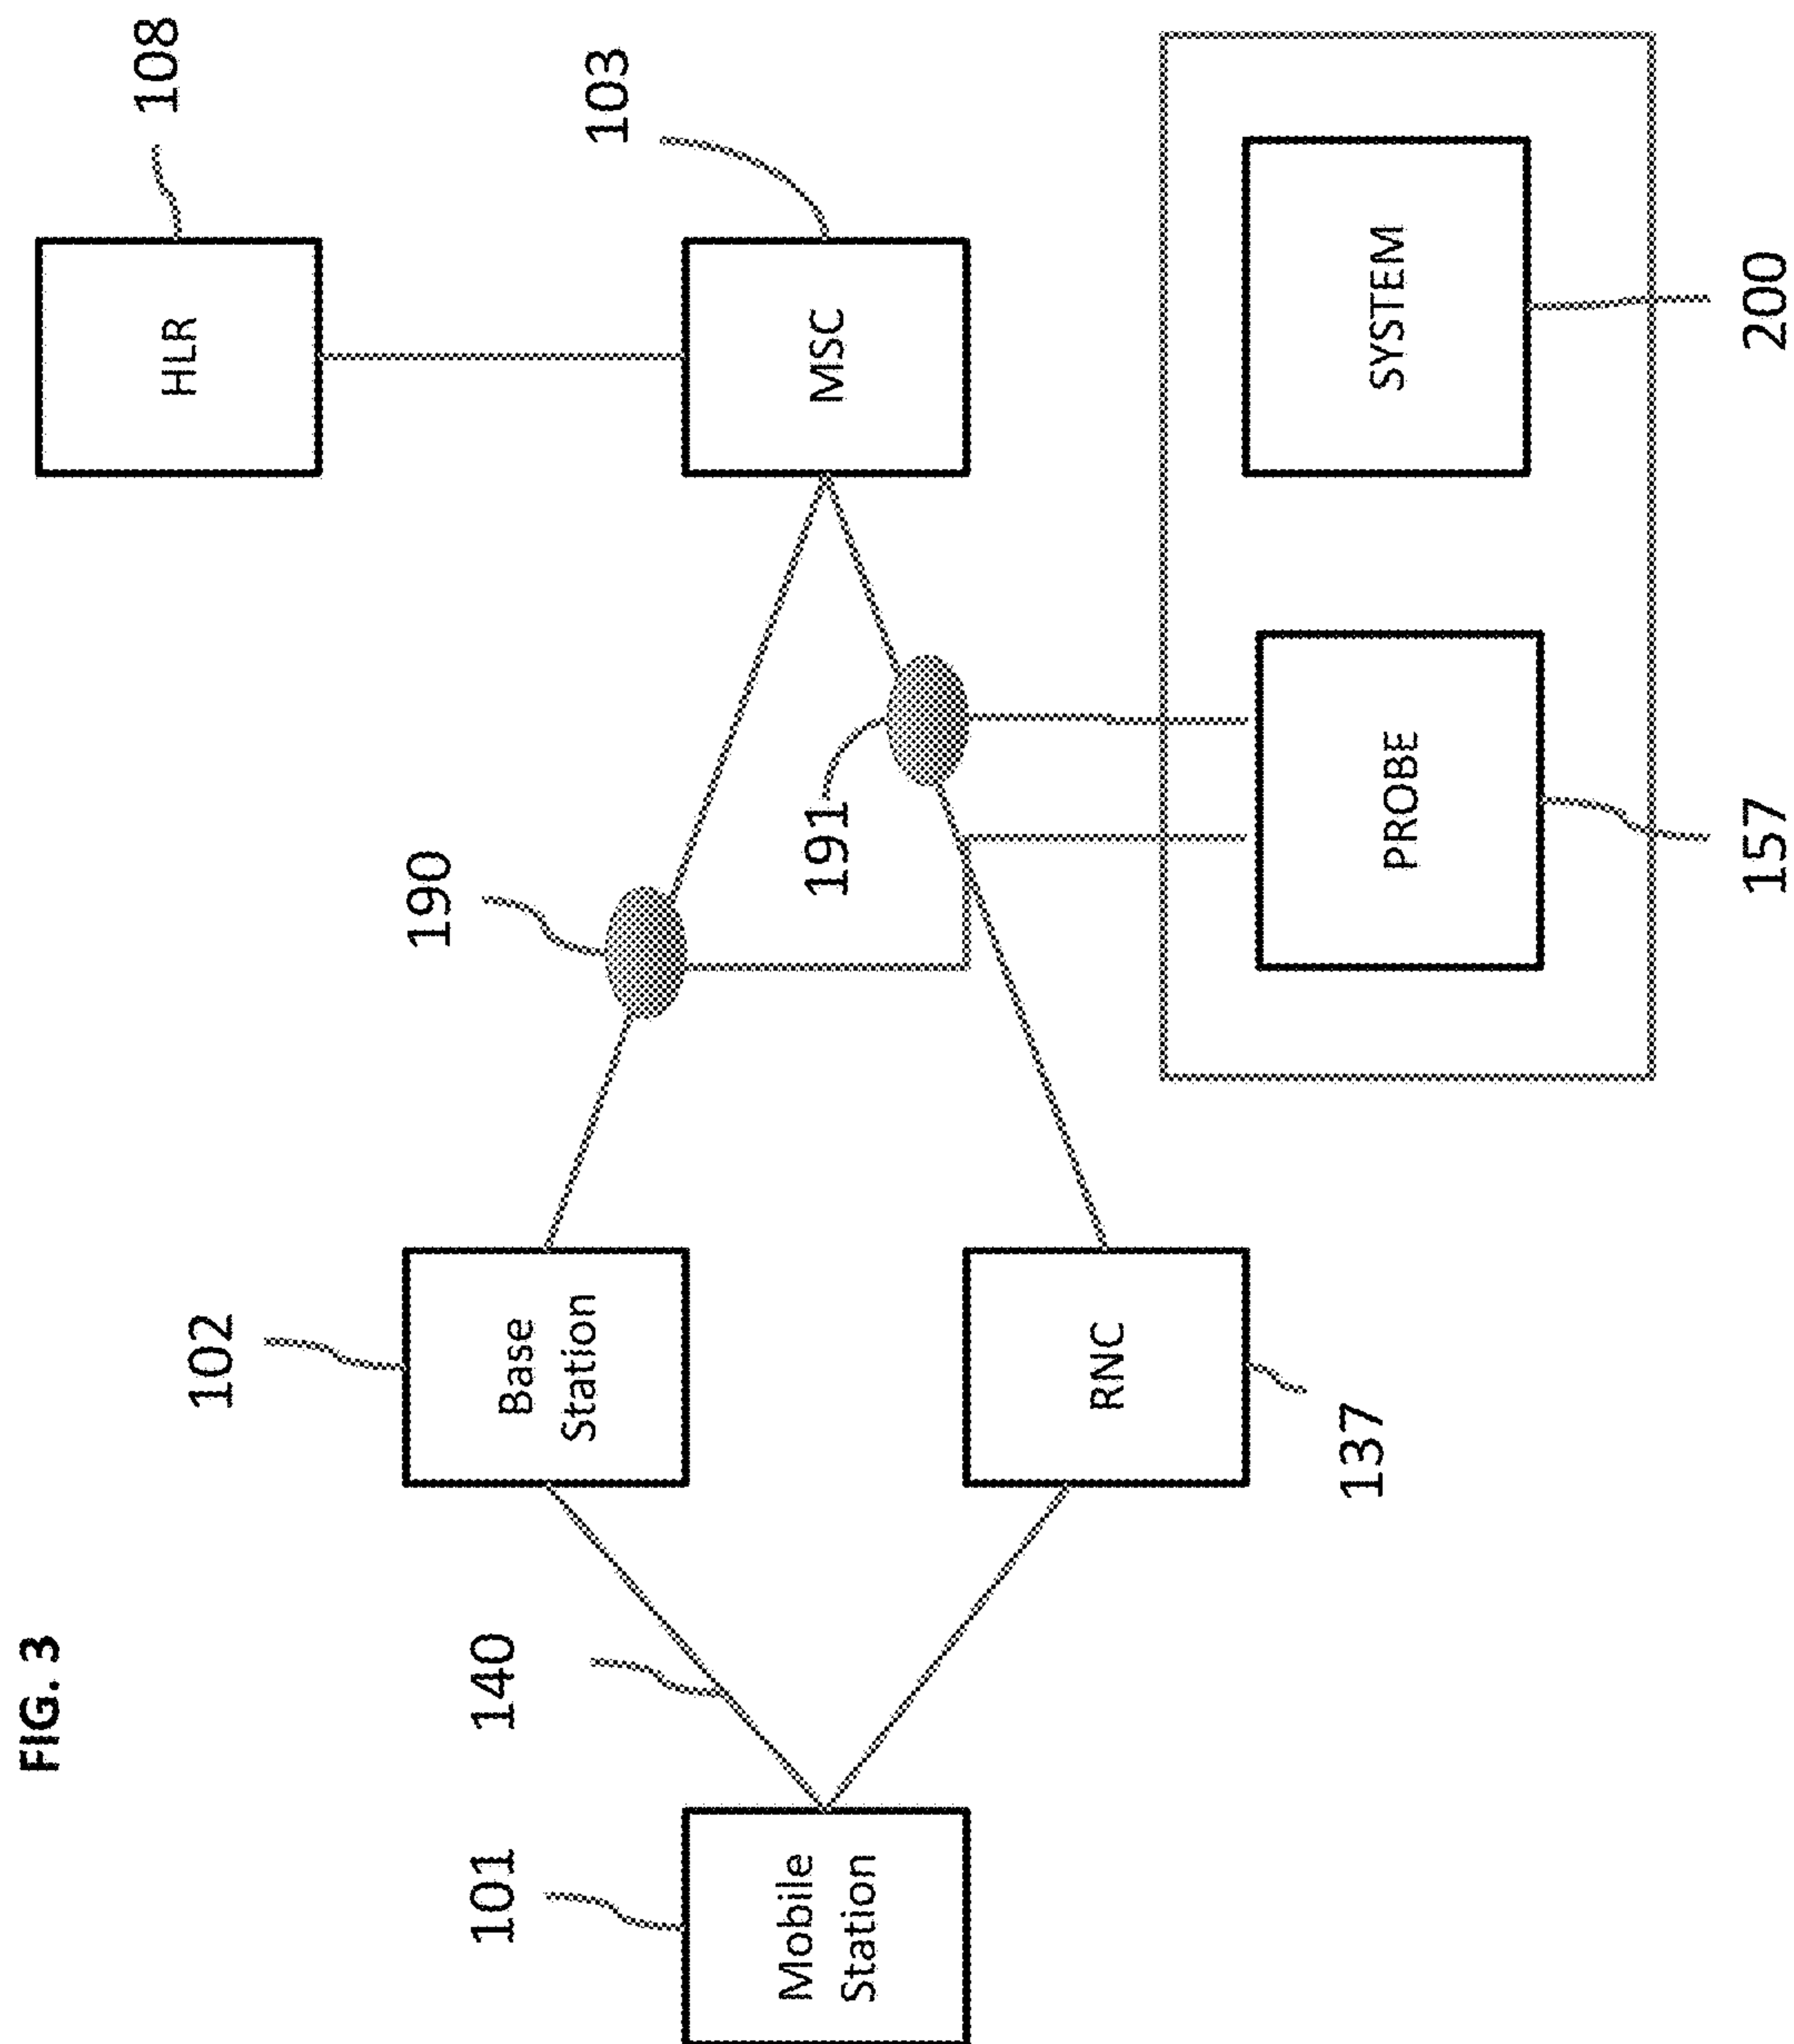 FIG. 3
108
HLR
103
MSC
190
191
102
Base
Station
140
101
Mobile
Station
RNC
137
PROBE
157
SYSTEM
200